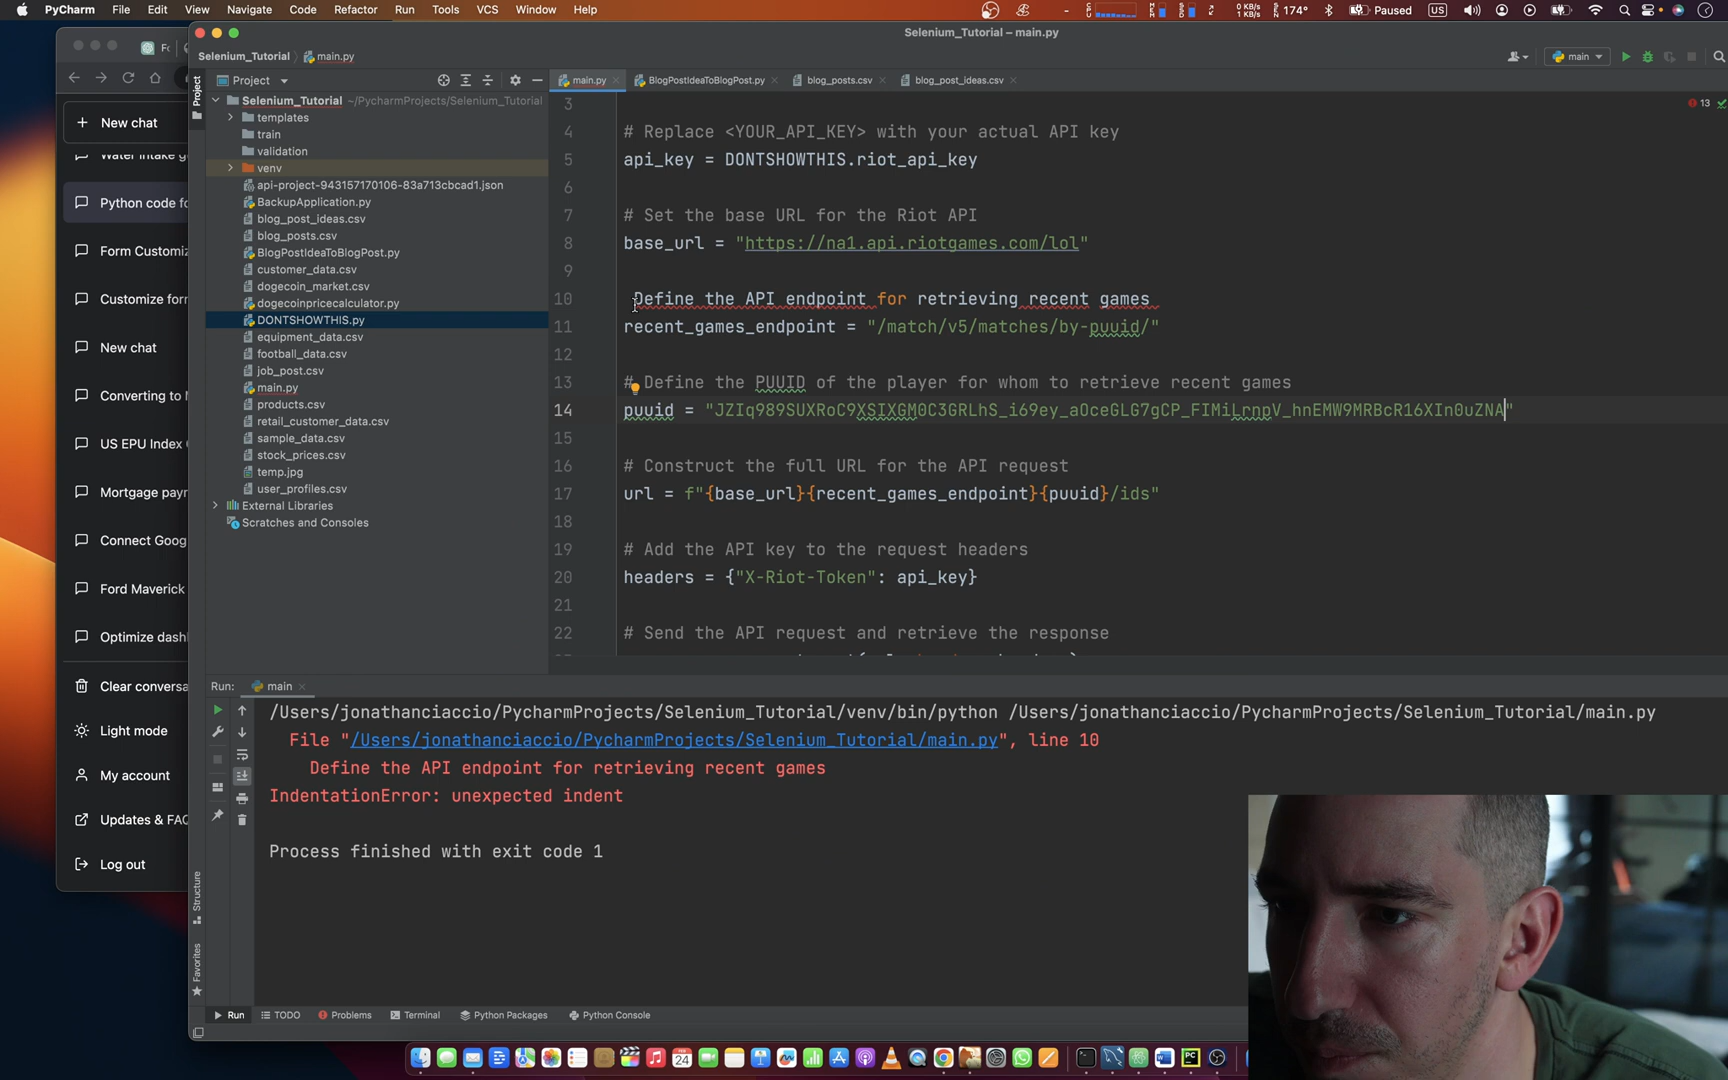 PyCharm File Edit View Navigate Code Refactor Run Tools VCS Window Help
0 KB/s
1 KB/s
174°
Paused
US
Selenium_Tutorial – main.py
Selenium_Tutorial main.py
main
Project
main.py BlogPostIdeaToBlogPost.py blog_posts.csv blog_post_ideas.csv
Project
New chat
Python code fo
Form Customiz
Customize forr
New chat
Converting to M
US EPU Index
Mortgage payr
Connect Goog
Ford Maverick
Optimize dash
Clear conversa
Light mode
My account
Updates & FAQ
Log out
Selenium_Tutorial ~/PycharmProjects/Selenium_Tutorial
templates
train
validation
venv
api-project-943157170106-83a713cbcad1.json
BackupApplication.py
blog_post_ideas.csv
blog_posts.csv
BlogPostIdeaToBlogPost.py
customer_data.csv
dogecoin_market.csv
dogecoinpricecalculator.py
DONTSHOWTHIS.py
equipment_data.csv
football_data.csv
job_post.csv
main.py
products.csv
retail_customer_data.csv
sample_data.csv
stock_prices.csv
temp.jpg
user_profiles.csv
External Libraries
Scratches and Consoles
13
3
4 # Replace <YOUR_API_KEY> with your actual API key
5 api_key = DONTSHOWTHIS.riot_api_key
6
7 # Set the base URL for the Riot API
8 base_url = "https://na1.api.riotgames.com/lol"
9
10 Define the API endpoint for retrieving recent games
11 recent_games_endpoint = "/match/v5/matches/by-puuid/"
12
13 # Define the PUUID of the player for whom to retrieve recent games
14 puuid = "JZIq989SUXRoC9XSIXGM0C3GRLhS_i69ey_aOceGLG7gCP_FIMiLrnpV_hnEMW9MRBcR16XIn0uZNA"
15
16 # Construct the full URL for the API request
17 url = f"{base_url}{recent_games_endpoint}{puuid}/ids"
18
19 # Add the API key to the request headers
20 headers = {"X-Riot-Token": api_key}
21
22 # Send the API request and retrieve the response
Run: main
/Users/jonathanciaccio/PycharmProjects/Selenium_Tutorial/venv/bin/python /Users/jonathanciaccio/PycharmProjects/Selenium_Tutorial/main.py
File "/Users/jonathanciaccio/PycharmProjects/Selenium_Tutorial/main.py", line 10
Define the API endpoint for retrieving recent games
IndentationError: unexpected indent
Process finished with exit code 1
Structure
Favorites
Run TODO Problems Terminal Python Packages Python Console
FEB
24
PC